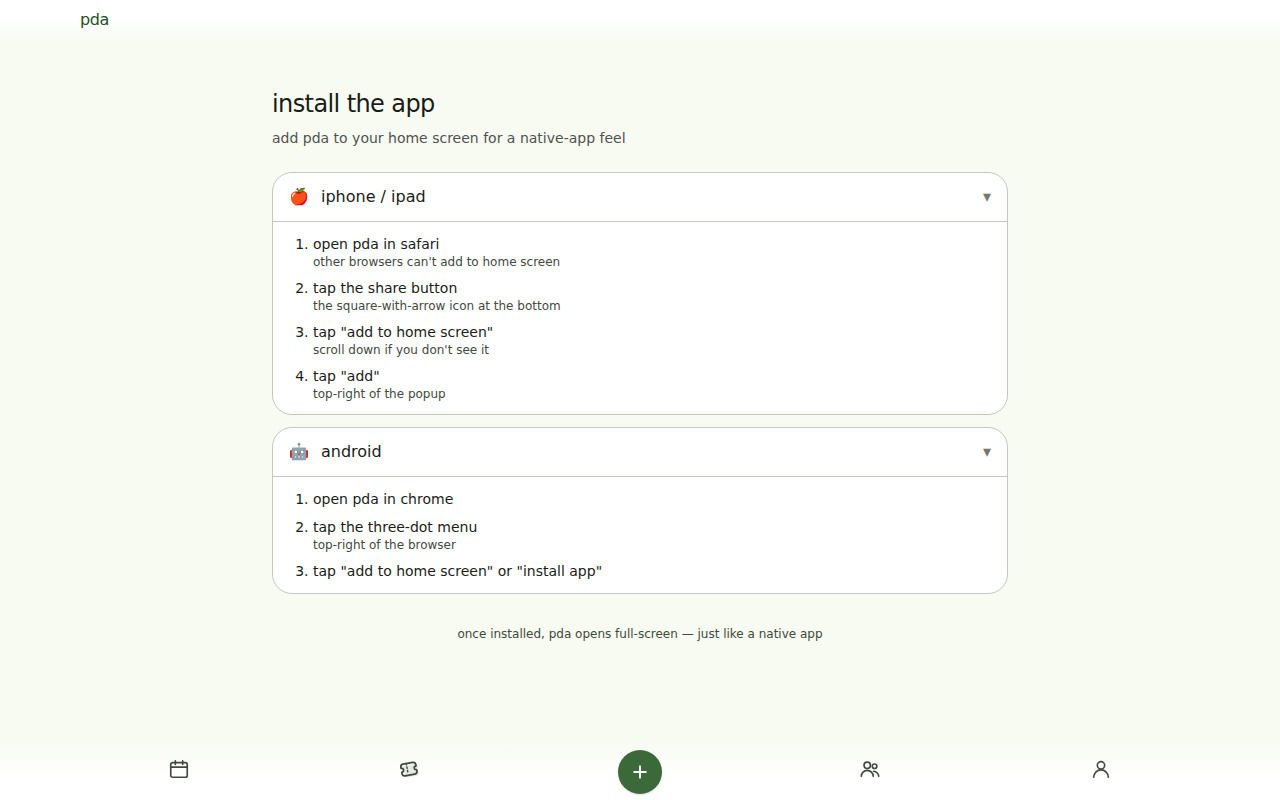 pda
install the app
add pda to your home screen for a native-app feel
iphone / ipad
1. open pda in safari
other browsers can't add to home screen
2. tap the share button
the square-with-arrow icon at the bottom
3. tap "add to home screen"
scroll down if you don't see it
4. tap "add"
top-right of the popup
android
1. open pda in chrome
2. tap the three-dot menu
top-right of the browser
3. tap "add to home screen" or "install app"
once installed, pda opens full-screen — just like a native app